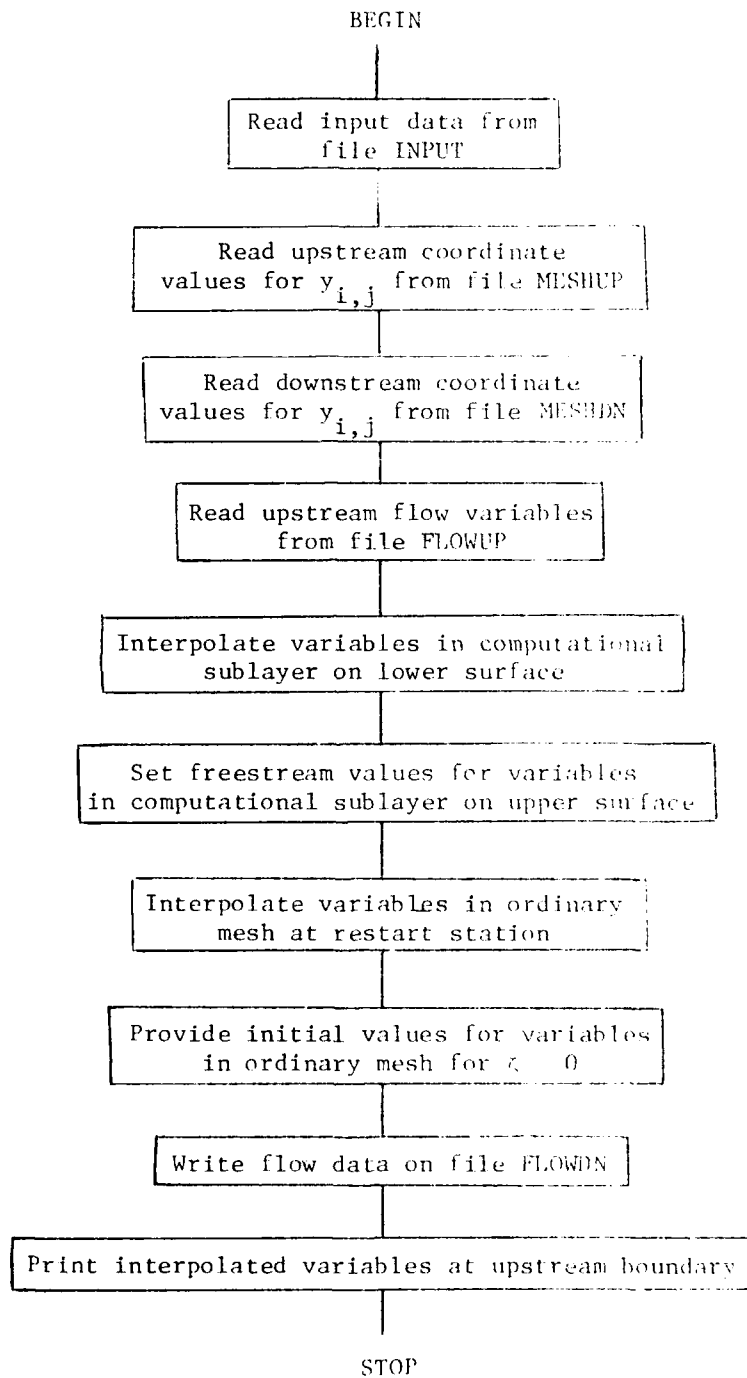 BEGIN
Read input data from
file INPUT
Read upstream coordinate
values for y_{i,j} from file MESHUP
Read downstream coordinate
values for y_{i,j} from file MESHDN
Read upstream flow variables
from file FLOWUP
Interpolate variables in computational
sublayer on lower surface
Set freestream values for variables
in computational sublayer on upper surface
Interpolate variables in ordinary
mesh at restart station
Provide initial values for variables
in ordinary mesh for ζ 0
Write flow data on file FLOWDN
Print interpolated variables at upstream boundary
STOP